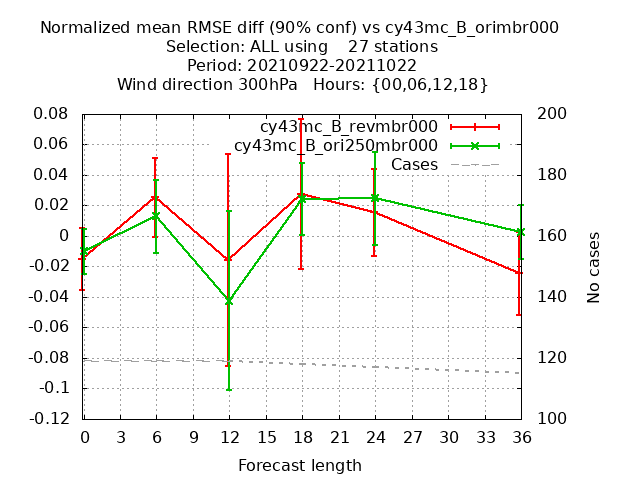 Normalized mean RMSE diff (90% conf) vs cy43mc_B_orimbr000
Selection: ALL using    27 stations
Period: 20210922-20211022
Wind direction 300hPa   Hours: {00,06,12,18}
cy43mc_B_revmbr000
cy43mc_B_ori250mbr000
Cases
0.08
0.06
0.04
0.02
0
-0.02
-0.04
-0.06
-0.08
-0.1
-0.12
200
180
160
140
120
100
No cases
0 3 6 9 12 15 18 21 24 27 30 33 36
Forecast length